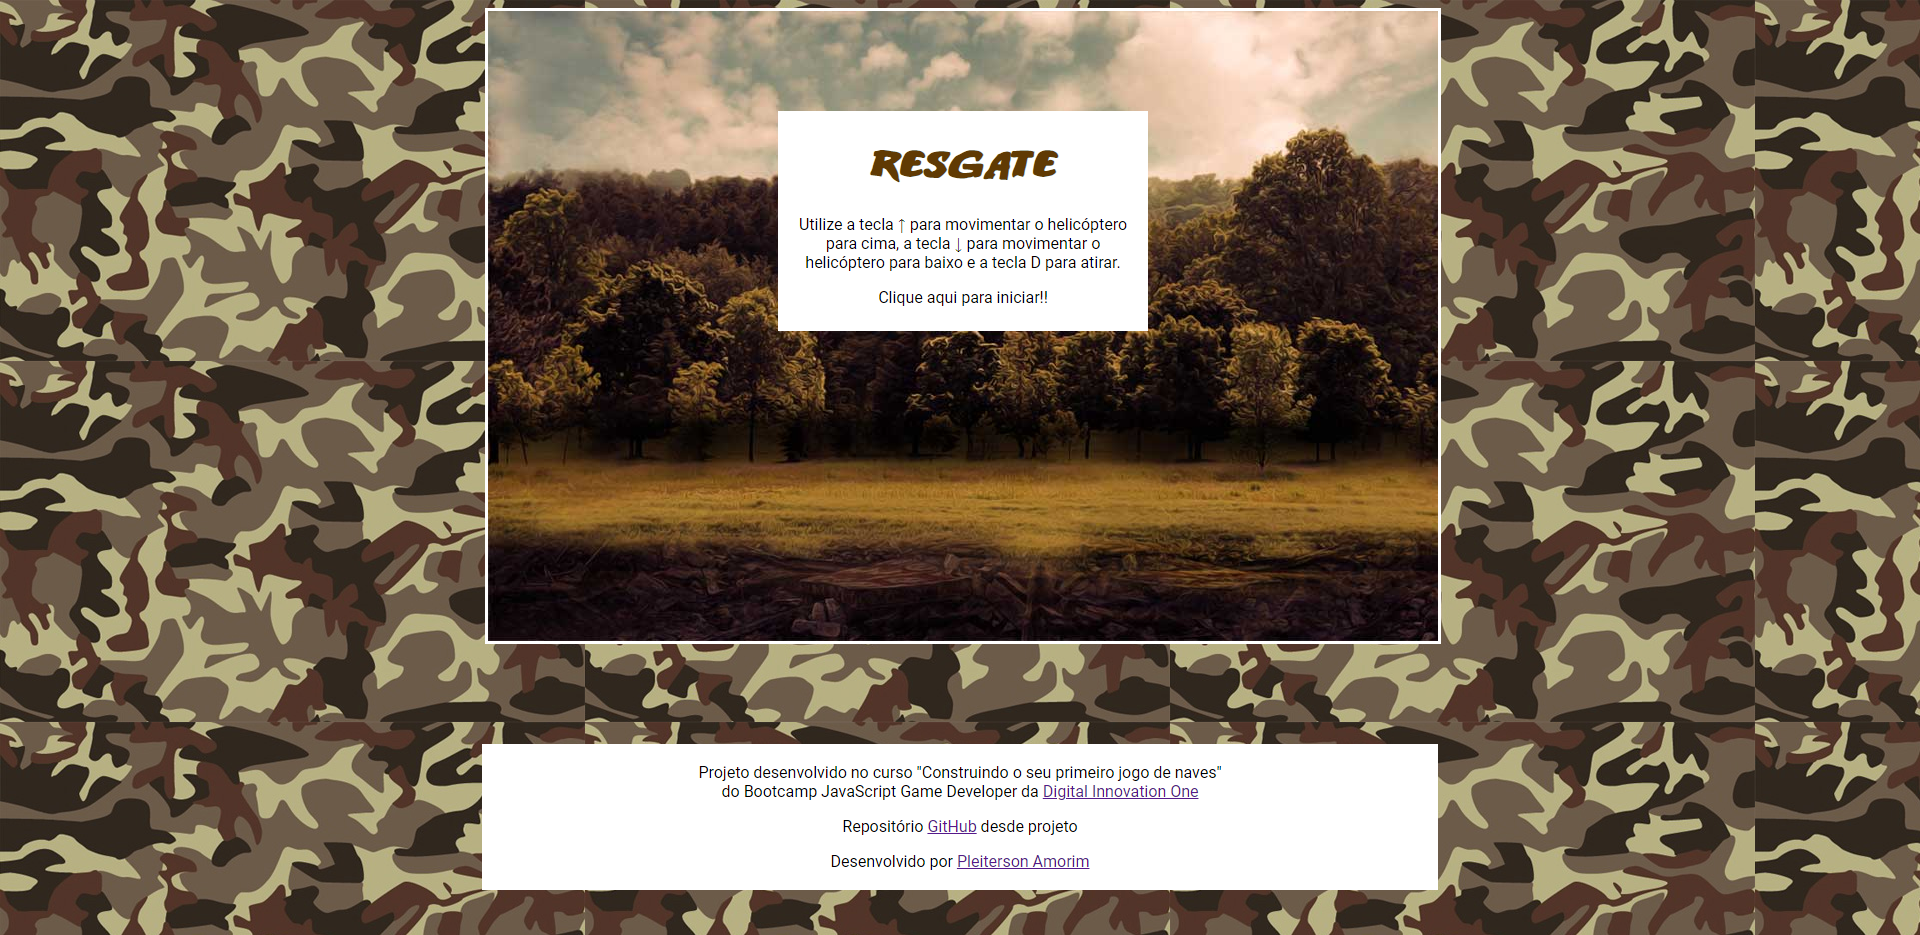 RESGATE
Utilize a tecla ↑ para movimentar o helicóptero
para cima, a tecla ↓ para movimentar o
helicóptero para baixo e a tecla D para atirar.
Clique aqui para iniciar!!
Projeto desenvolvido no curso "Construindo o seu primeiro jogo de naves"
do Bootcamp JavaScript Game Developer da Digital Innovation One
Repositório GitHub desde projeto
Desenvolvido por Pleiterson Amorim